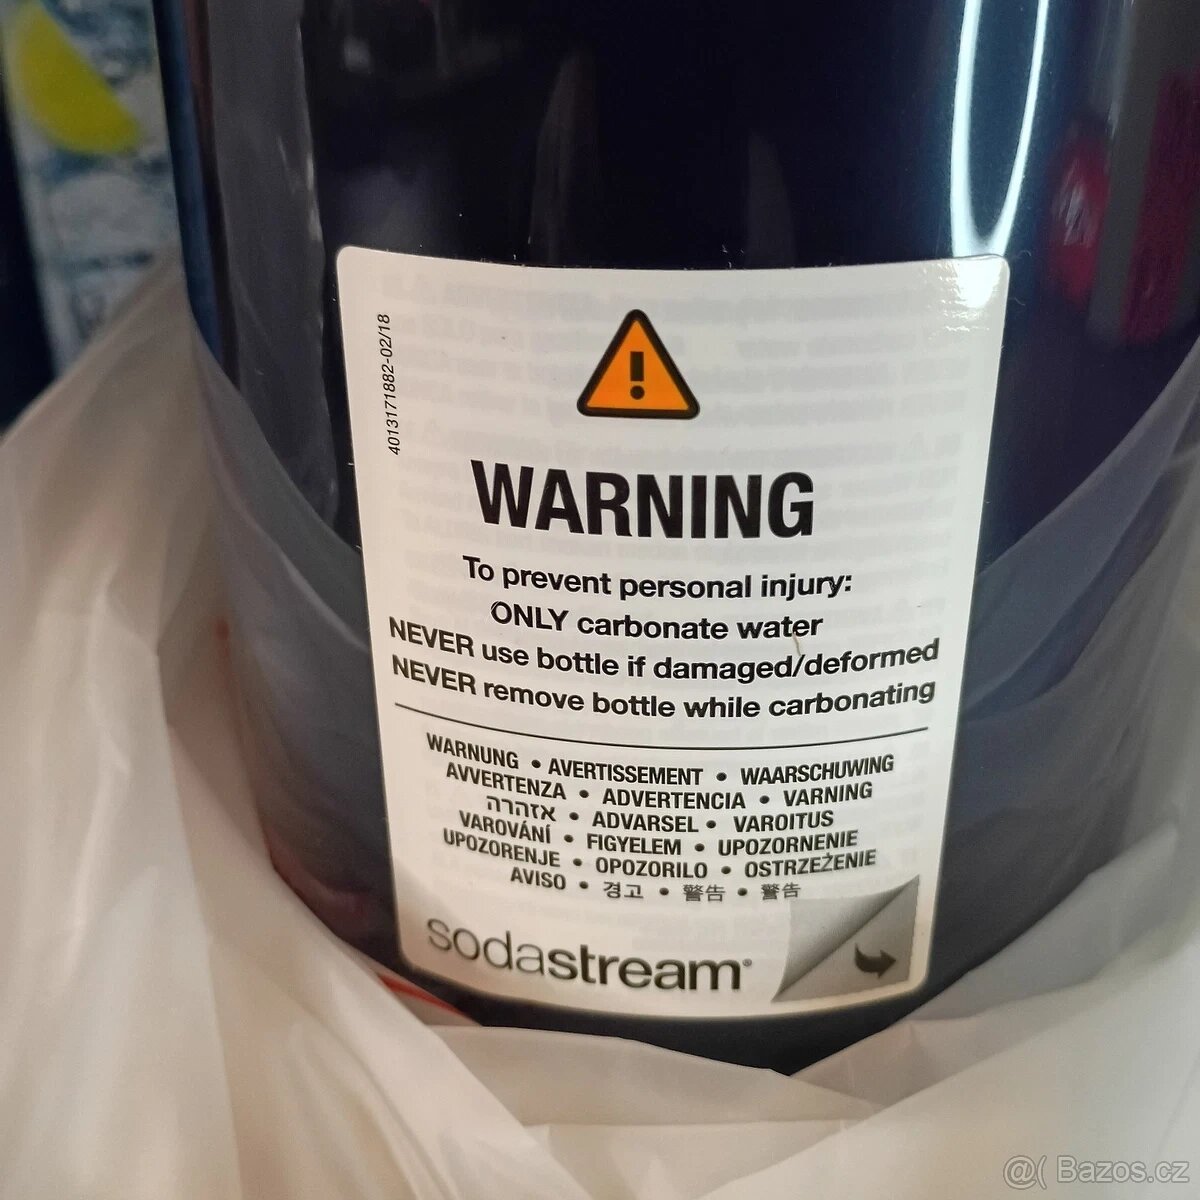 4013171882-02/18
WARNING
To prevent personal injury:
ONLY carbonate water
NEVER use bottle if damaged/deformed
NEVER remove bottle while carbonating
WARNUNG • AVERTISSEMENT • WAARSCHUWING
AVVERTENZA • ADVERTENCIA • VARNING
אזהרה • ADVARSEL • VAROITUS
VAROVÁNÍ • FIGYELEM • UPOZORNENIE
UPOZORENJE • OPOZORILO • OSTRZEŻENIE
AVISO • 경고 • 警告 • 警告
sodastream®
@( Bazos.cz